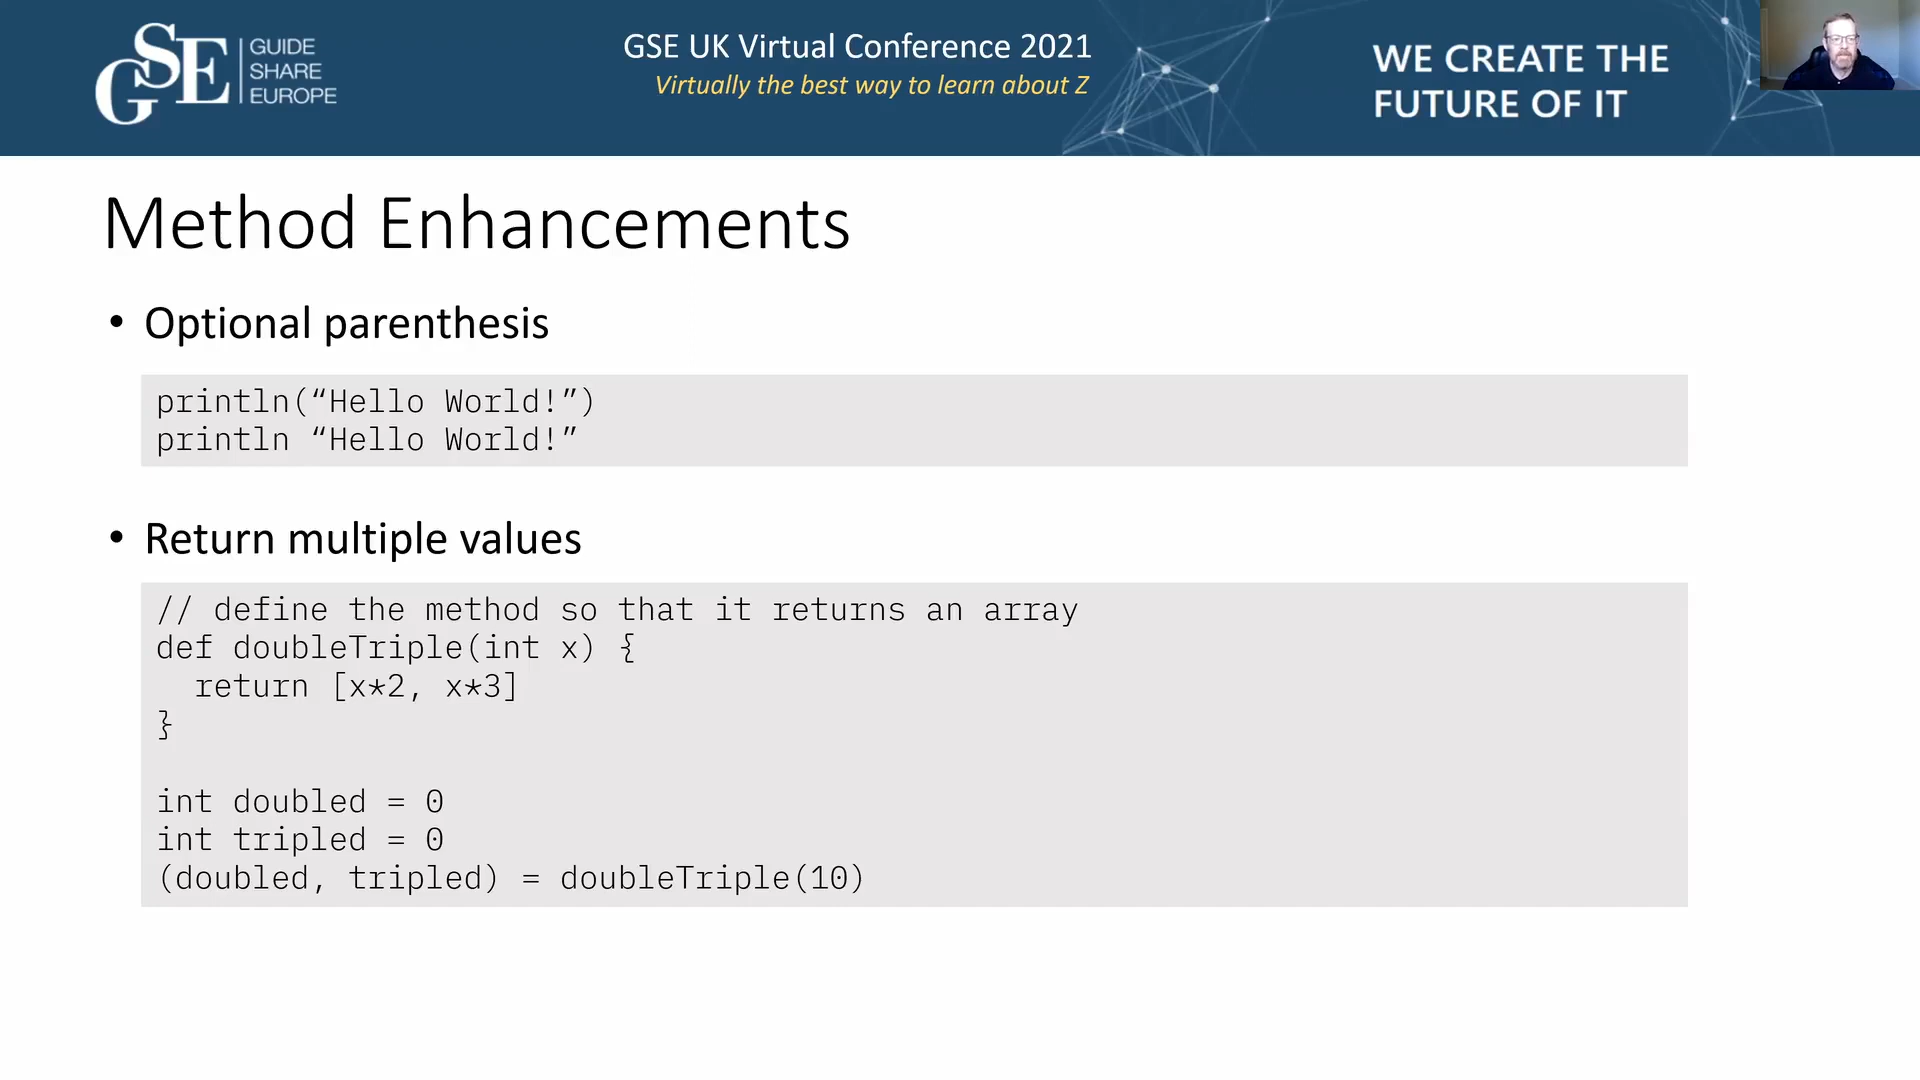 GSE
GUIDE
SHARE
EUROPE
GSE UK Virtual Conference 2021
Virtually the best way to learn about Z
WE CREATE THE
FUTURE OF IT
Method Enhancements
• Optional parenthesis
println(“Hello World!”)
println “Hello World!”
• Return multiple values
// define the method so that it returns an array
def doubleTriple(int x) {
  return [x*2, x*3]
}
int doubled = 0
int tripled = 0
(doubled, tripled) = doubleTriple(10)